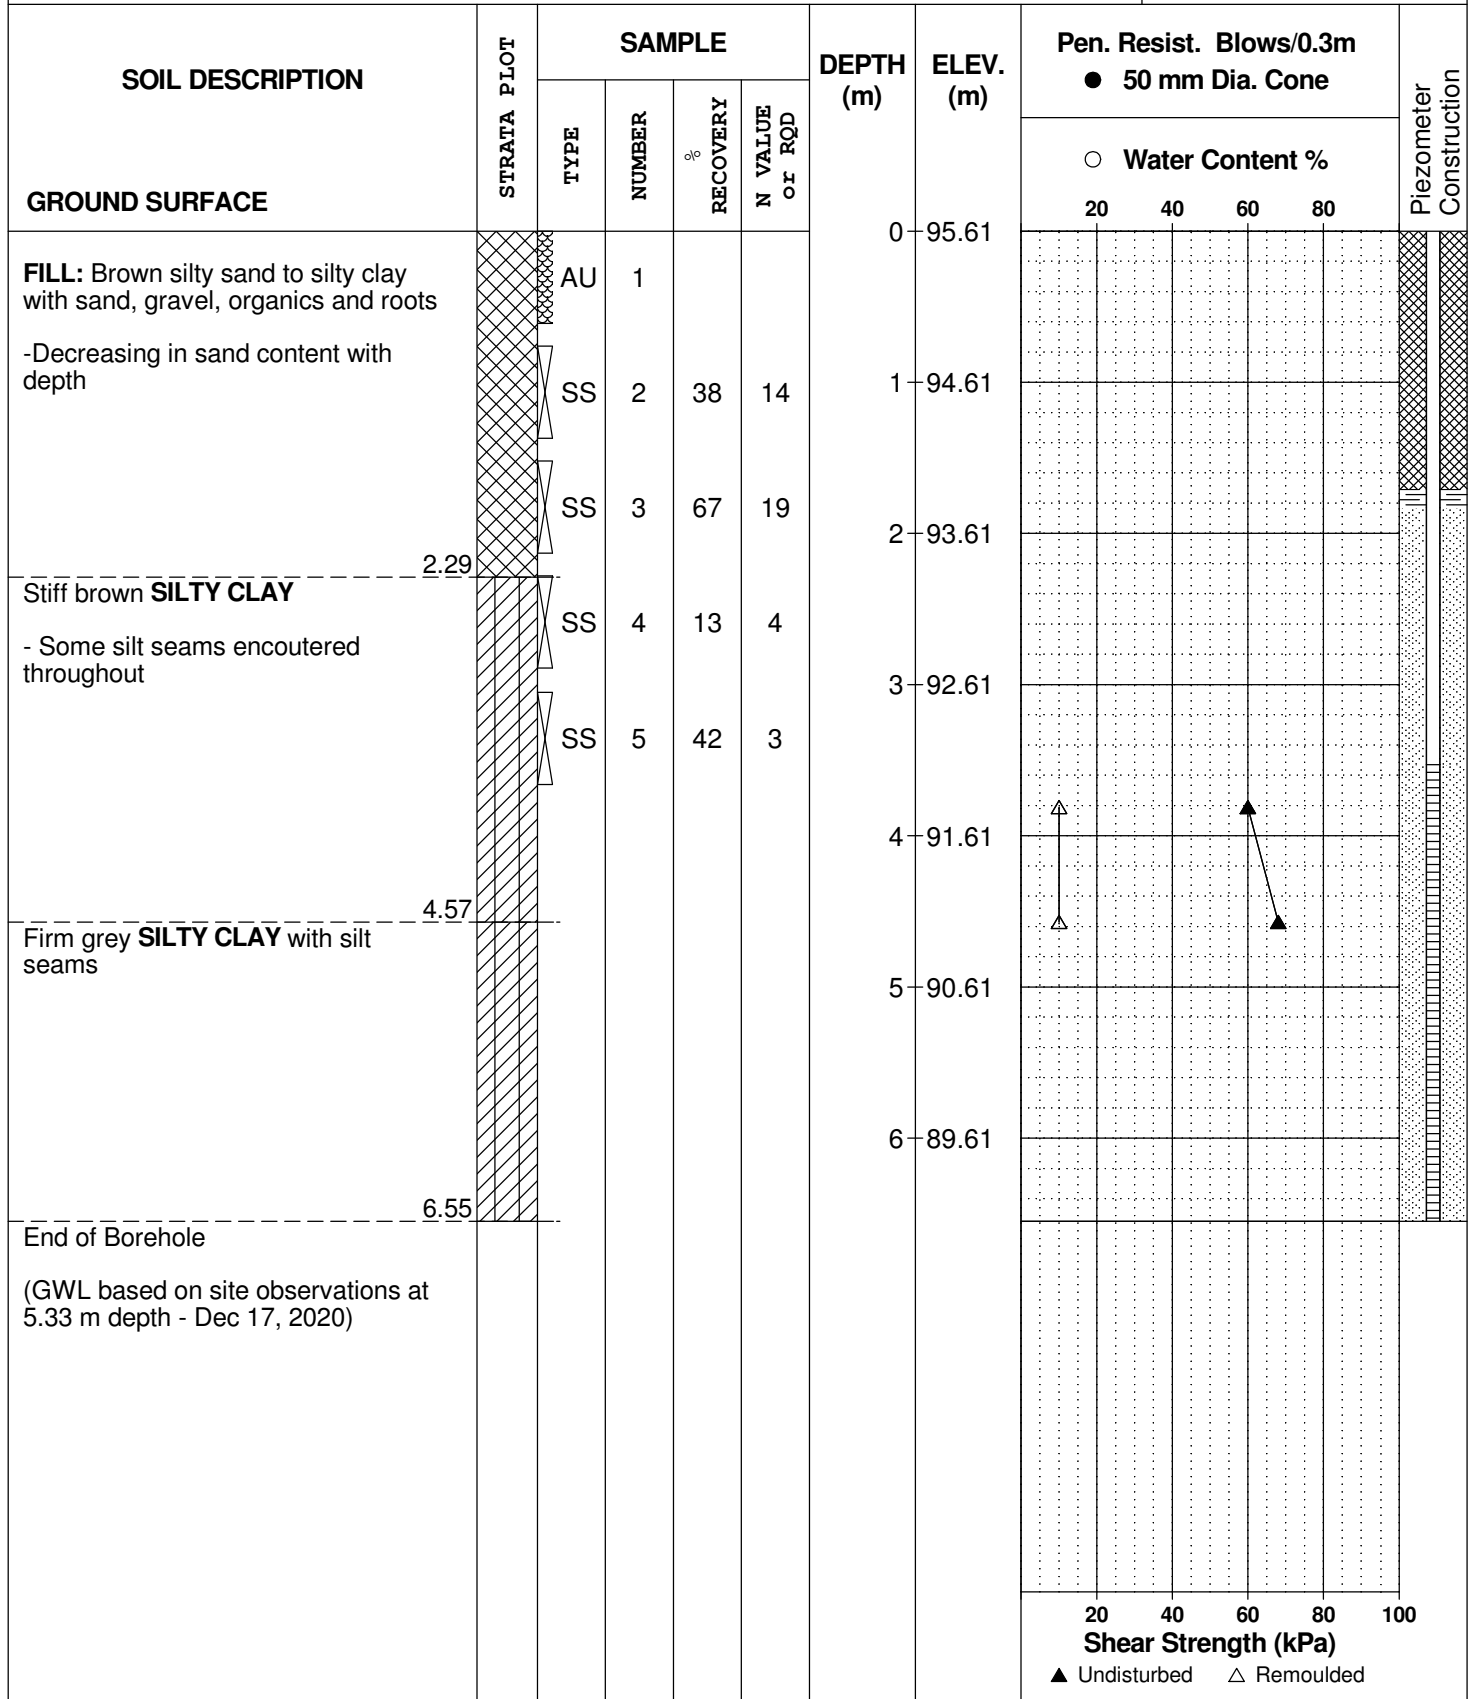 SOIL DESCRIPTION
GROUND SURFACE
STRATA PLOT
SAMPLE
TYPE
NUMBER
%
RECOVERY
N VALUE
or RQD
DEPTH
(m)
ELEV.
(m)
Pen. Resist. Blows/0.3m
● 50 mm Dia. Cone
○ Water Content %
20 40 60 80
Piezometer
Construction
0 95.61
FILL: Brown silty sand to silty clay
with sand, gravel, organics and roots
-Decreasing in sand content with
depth
AU 1
SS 2 38 14
1 94.61
SS 3 67 19
2 93.61
2.29
Stiff brown SILTY CLAY
- Some silt seams encoutered
throughout
SS 4 13 4
3 92.61
SS 5 42 3
4 91.61
4.57
Firm grey SILTY CLAY with silt
seams
5 90.61
6 89.61
6.55
End of Borehole
(GWL based on site observations at
5.33 m depth - Dec 17, 2020)
20 40 60 80 100
Shear Strength (kPa)
▲ Undisturbed △ Remoulded